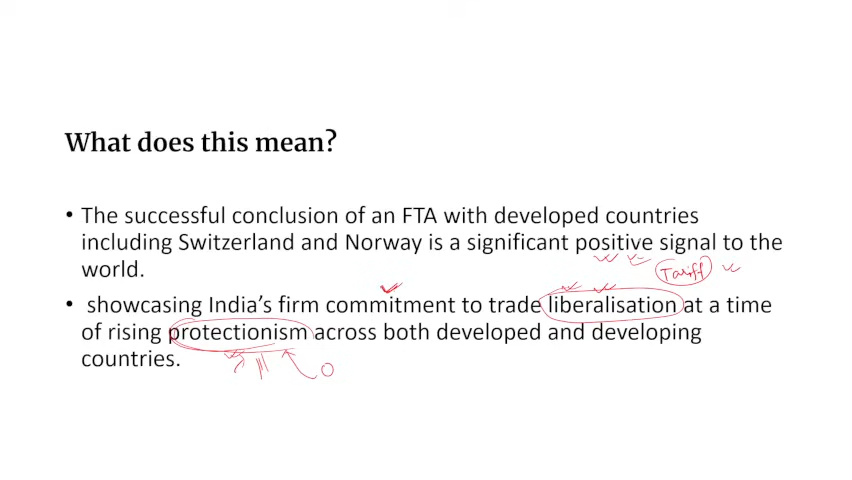 What does this mean?
• The successful conclusion of an FTA with developed countries
including Switzerland and Norway is a significant positive signal to the
world.
Tariff
• showcasing India’s firm commitment to trade liberalisation at a time
of rising protectionism across both developed and developing
countries.